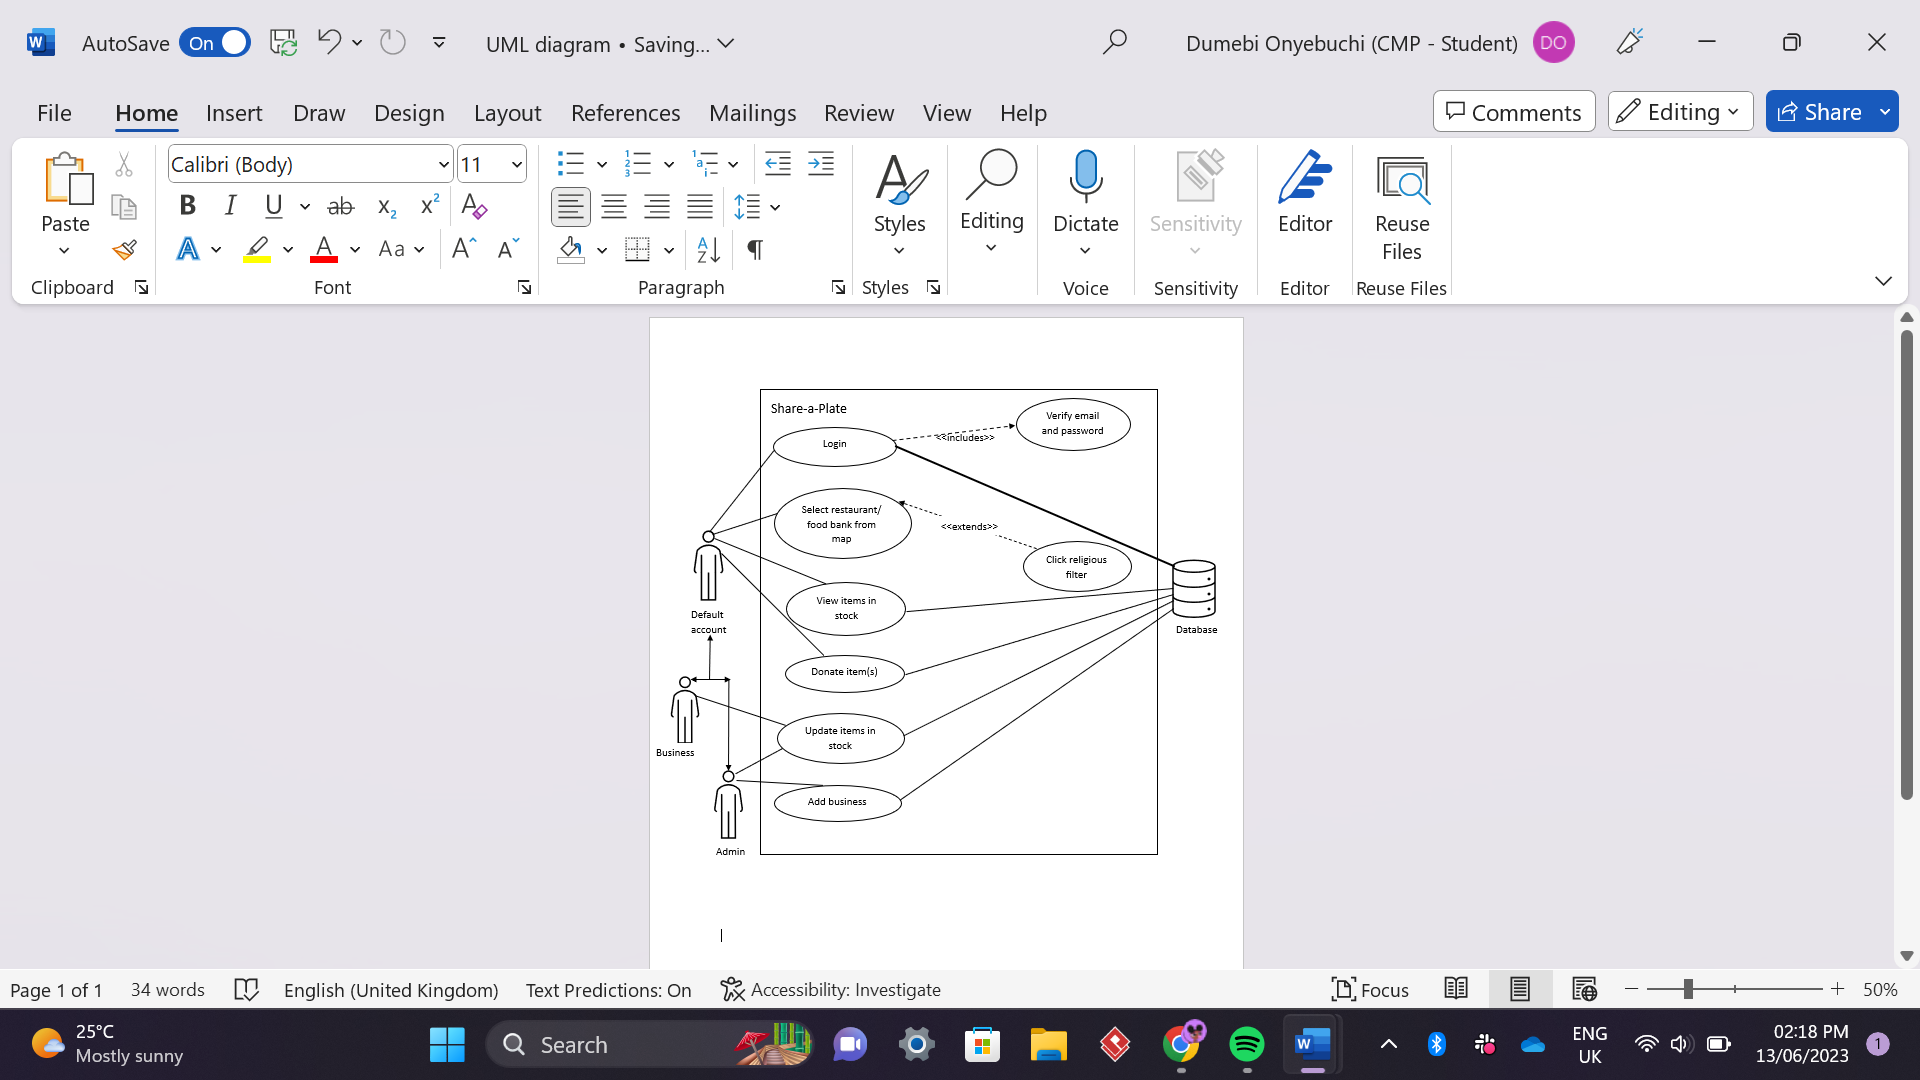 AutoSave On UML diagram • Saving... Dumebi Onyebuchi (CMP - Student) DO
File Home Insert Draw Design Layout References Mailings Review View Help Comments Editing Share
Paste
Calibri (Body) 11
B I U ab x₂ x² A
A A Aa A A
Styles
Editing
Dictate
Sensitivity
Editor
Reuse
Files
Clipboard Font Paragraph Styles Voice Sensitivity Editor Reuse Files
Share-a-Plate
Login
<<includes>>
Verify email
and password
Select restaurant/
food bank from
map
<<extends>>
Click religious
filter
Default
account
View items in
stock
Database
Donate item(s)
Business
Update items in
stock
Add business
Admin
Page 1 of 1 34 words English (United Kingdom) Text Predictions: On Accessibility: Investigate Focus 50%
25°C
Mostly sunny
Search
ENG
UK
02:18 PM
13/06/2023
1